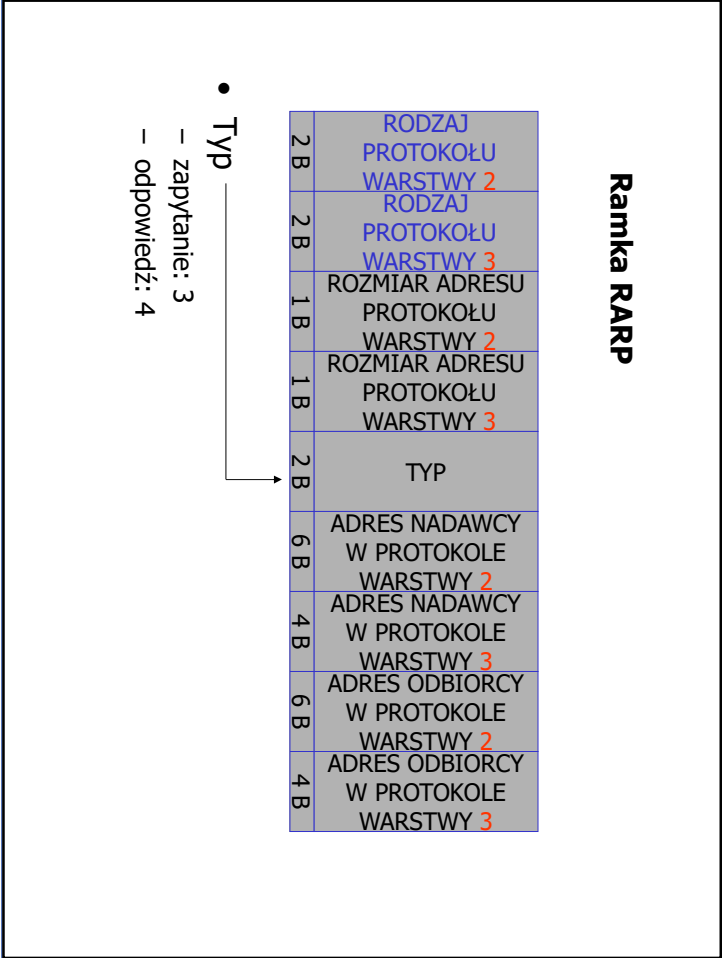 Ramka RARP
RODZAJ
PROTOKOŁU
WARSTWY 2
2 B
RODZAJ
PROTOKOŁU
WARSTWY 3
2 B
ROZMIAR ADRESU
PROTOKOŁU
WARSTWY 2
1 B
ROZMIAR ADRESU
PROTOKOŁU
WARSTWY 3
1 B
TYP
2 B
ADRES NADAWCY
W PROTOKOLE
WARSTWY 2
6 B
ADRES NADAWCY
W PROTOKOLE
WARSTWY 3
4 B
ADRES ODBIORCY
W PROTOKOLE
WARSTWY 2
6 B
ADRES ODBIORCY
W PROTOKOLE
WARSTWY 3
4 B
• Typ
– zapytanie: 3
– odpowiedź: 4